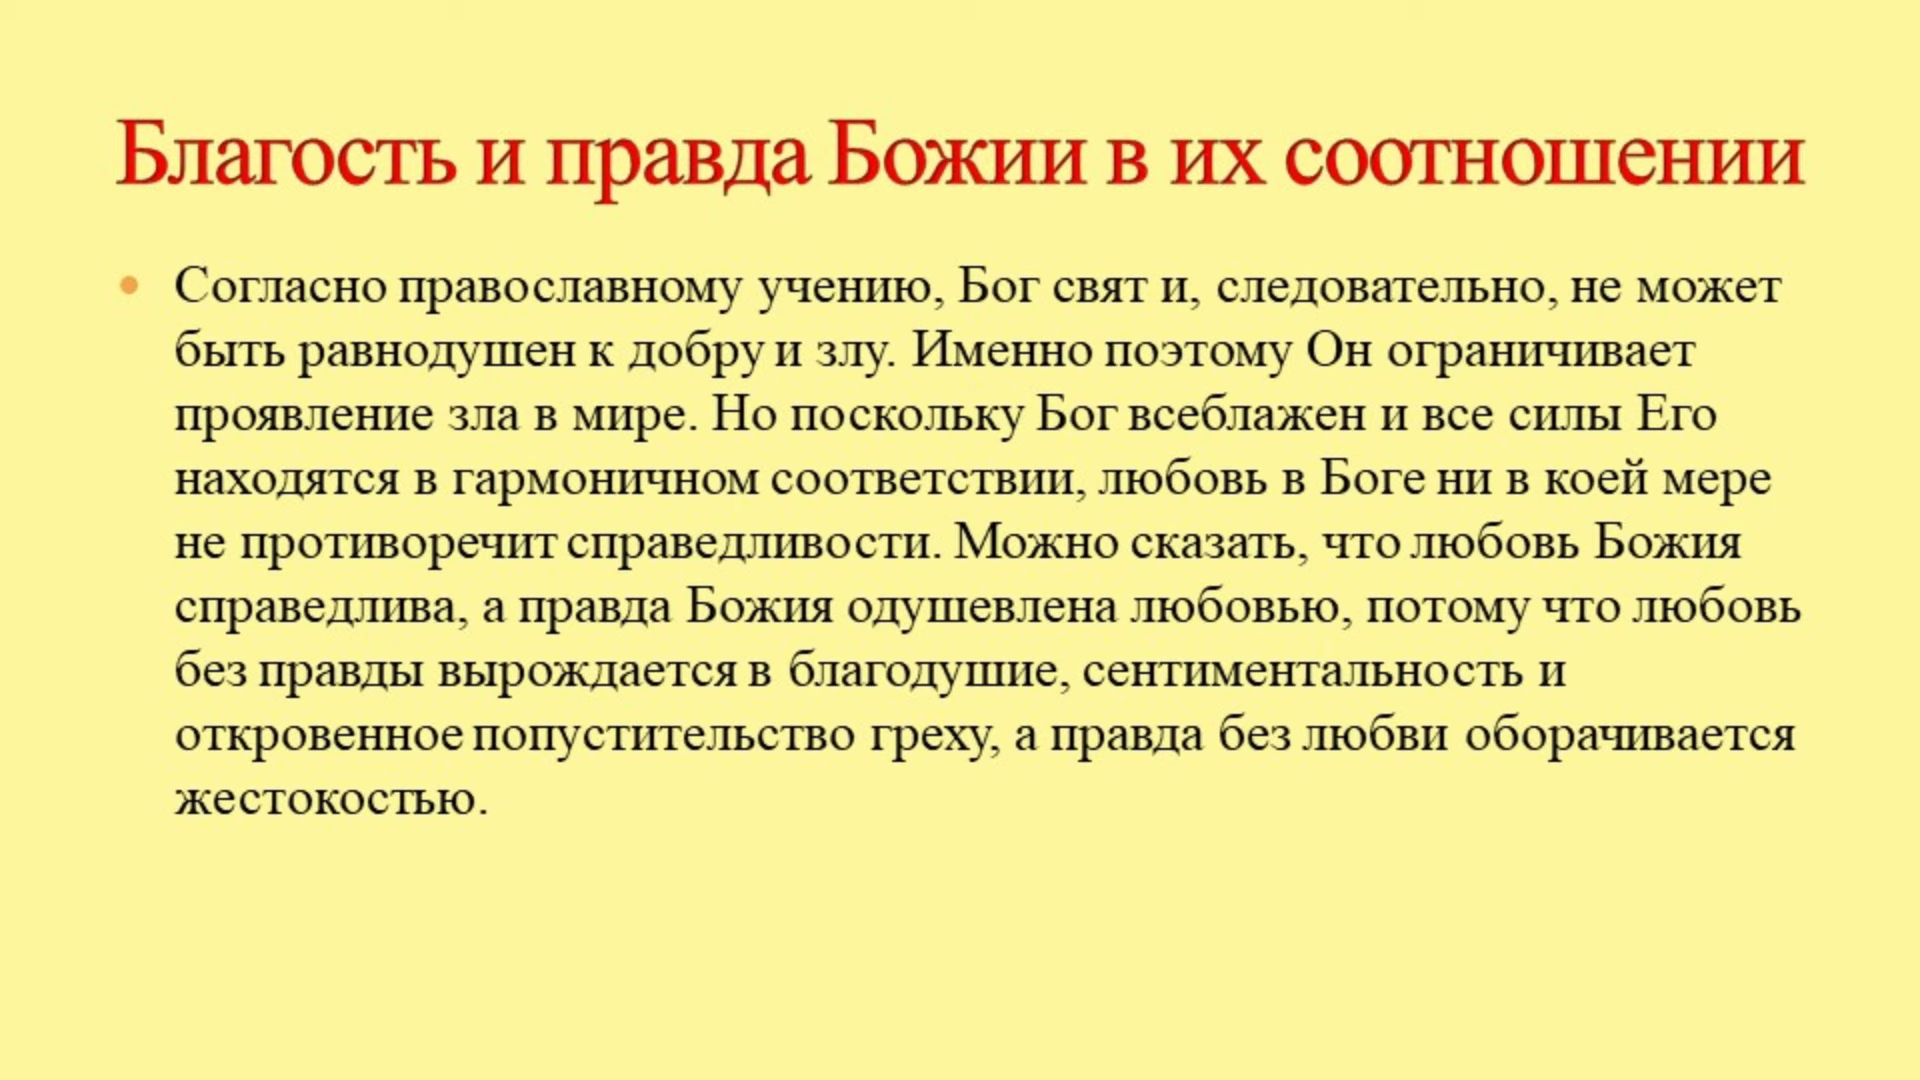 Благость и правда Божии в их соотношении
Согласно православному учению, Бог свят и, следовательно, не может
быть равнодушен к добру и злу. Именно поэтому Он ограничивает
проявление зла в мире. Но поскольку Бог всеблажен и все силы Его
находятся в гармоничном соответствии, любовь в Боге ни в коей мере
не противоречит справедливости. Можно сказать, что любовь Божия
справедлива, а правда Божия одушевлена любовью, потому что любовь
без правды вырождается в благодушие, сентиментальность и
откровенное попустительство греху, а правда без любви оборачивается
жестокостью.